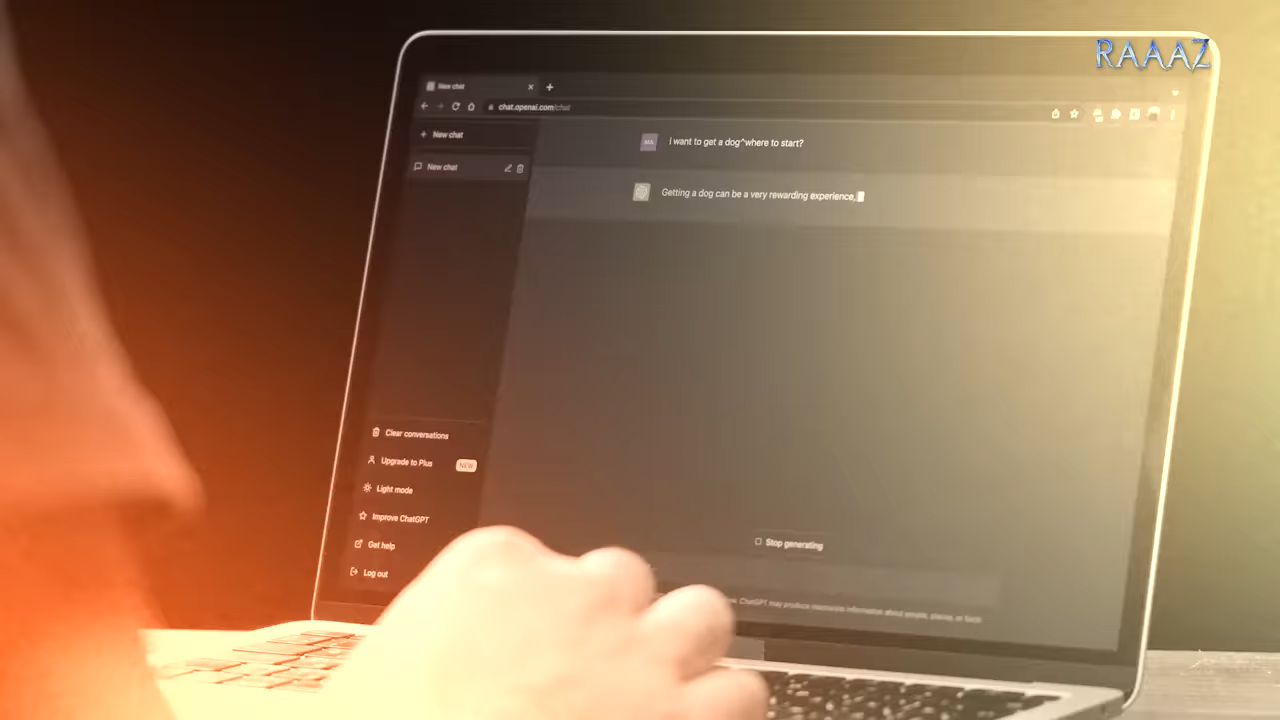 RAAAZ
New chat
chat.openai.com/chat
New chat
New chat
i want to get a dog^where to start?
MA
Getting a dog can be a very rewarding experience,
Clear conversations
Upgrade to Plus NEW
Light mode
Improve ChatGPT
Get help
Log out
Stop generating
ChatGPT may produce inaccurate information about people, places, or facts